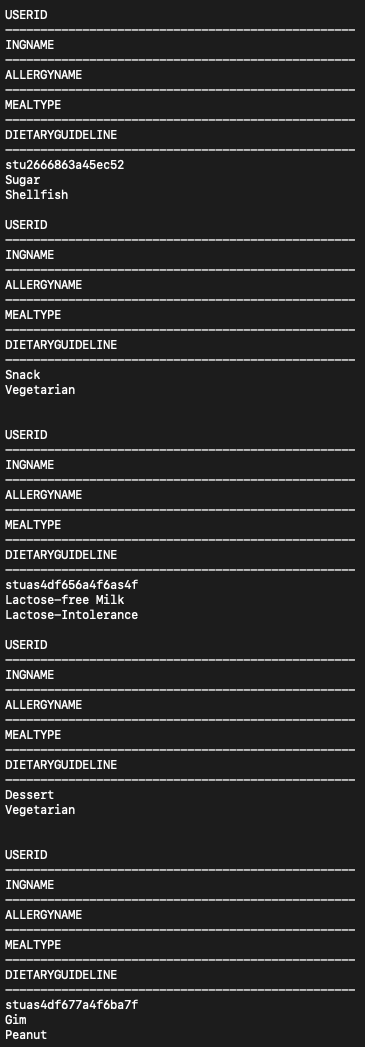 USERID
--------------------------------------------------
INGNAME
--------------------------------------------------
ALLERGYNAME
--------------------------------------------------
MEALTYPE
--------------------------------------------------
DIETARYGUIDELINE
--------------------------------------------------
stu2666863a45ec52
Sugar
Shellfish
USERID
--------------------------------------------------
INGNAME
--------------------------------------------------
ALLERGYNAME
--------------------------------------------------
MEALTYPE
--------------------------------------------------
DIETARYGUIDELINE
--------------------------------------------------
Snack
Vegetarian
USERID
--------------------------------------------------
INGNAME
--------------------------------------------------
ALLERGYNAME
--------------------------------------------------
MEALTYPE
--------------------------------------------------
DIETARYGUIDELINE
--------------------------------------------------
stuas4df656a4f6as4f
Lactose-free Milk
Lactose-Intolerance
USERID
--------------------------------------------------
INGNAME
--------------------------------------------------
ALLERGYNAME
--------------------------------------------------
MEALTYPE
--------------------------------------------------
DIETARYGUIDELINE
--------------------------------------------------
Dessert
Vegetarian
USERID
--------------------------------------------------
INGNAME
--------------------------------------------------
ALLERGYNAME
--------------------------------------------------
MEALTYPE
--------------------------------------------------
DIETARYGUIDELINE
--------------------------------------------------
stuas4df677a4f6ba7f
Gim
Peanut